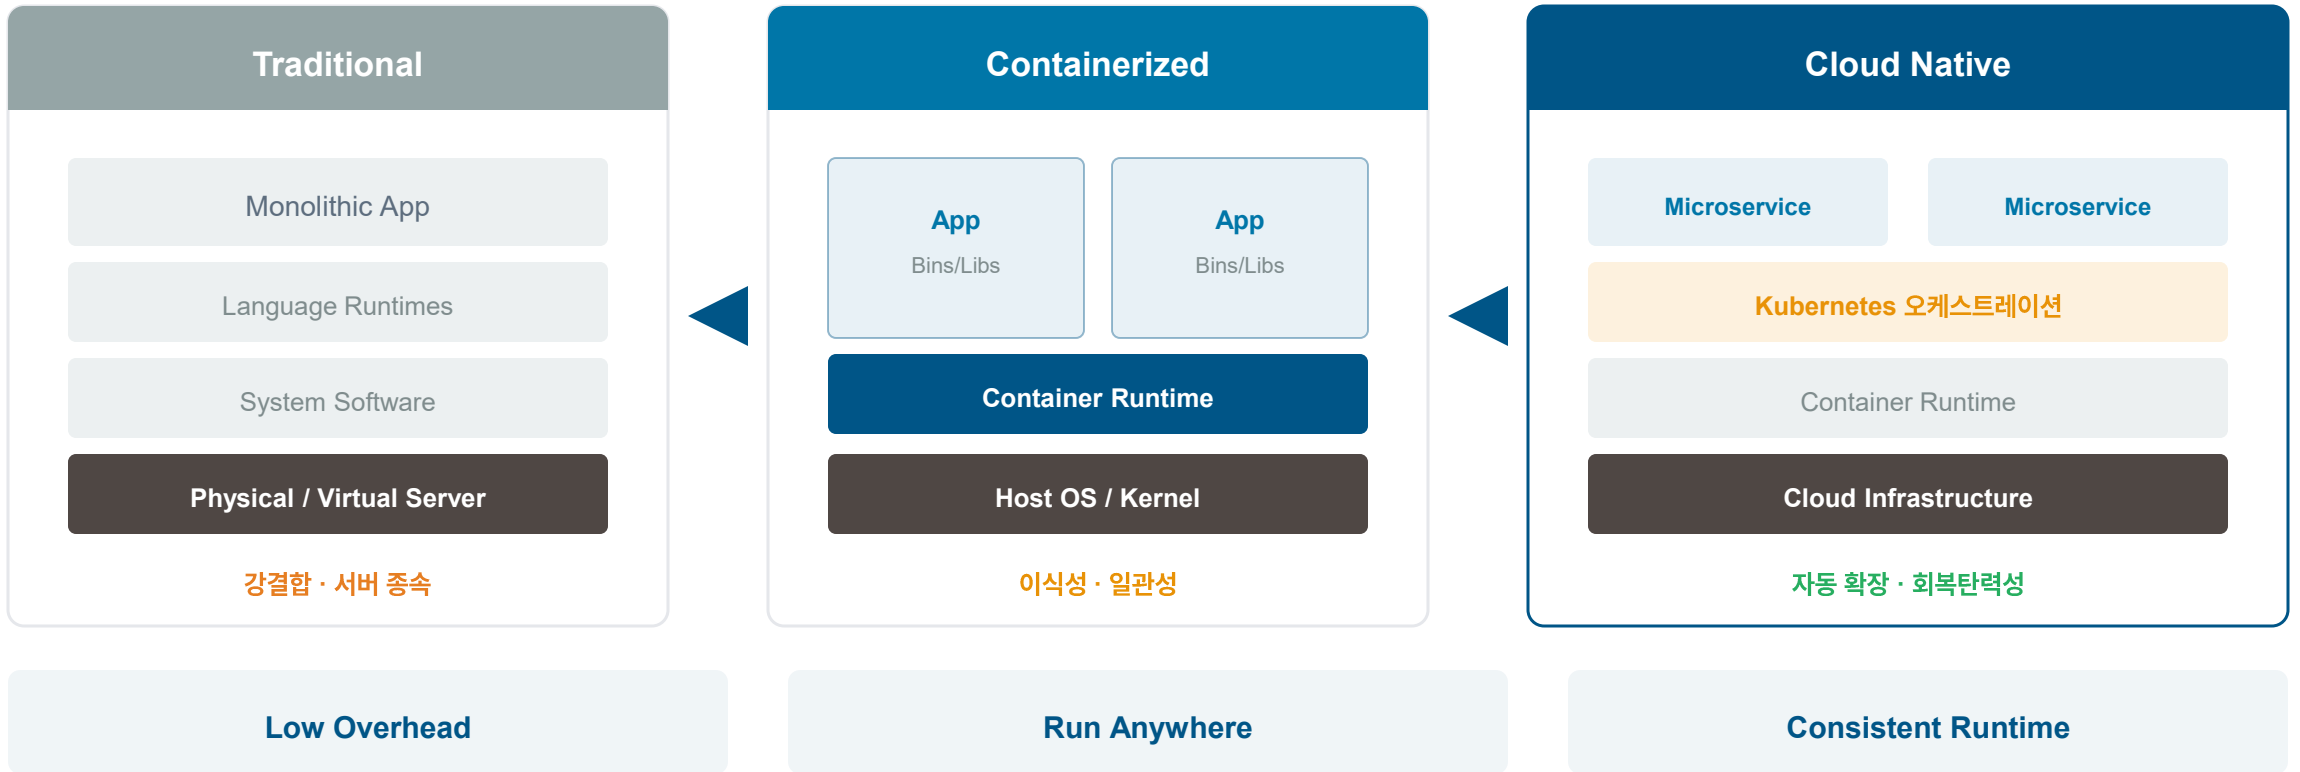 Traditional
Monolithic App
Language Runtimes
System Software
Physical / Virtual Server
강결합 · 서버 종속
Containerized
App
Bins/Libs
App
Bins/Libs
Container Runtime
Host OS / Kernel
이식성 · 일관성
Cloud Native
Microservice
Microservice
Kubernetes 오케스트레이션
Container Runtime
Cloud Infrastructure
자동 확장 · 회복탄력성
Low Overhead
Run Anywhere
Consistent Runtime